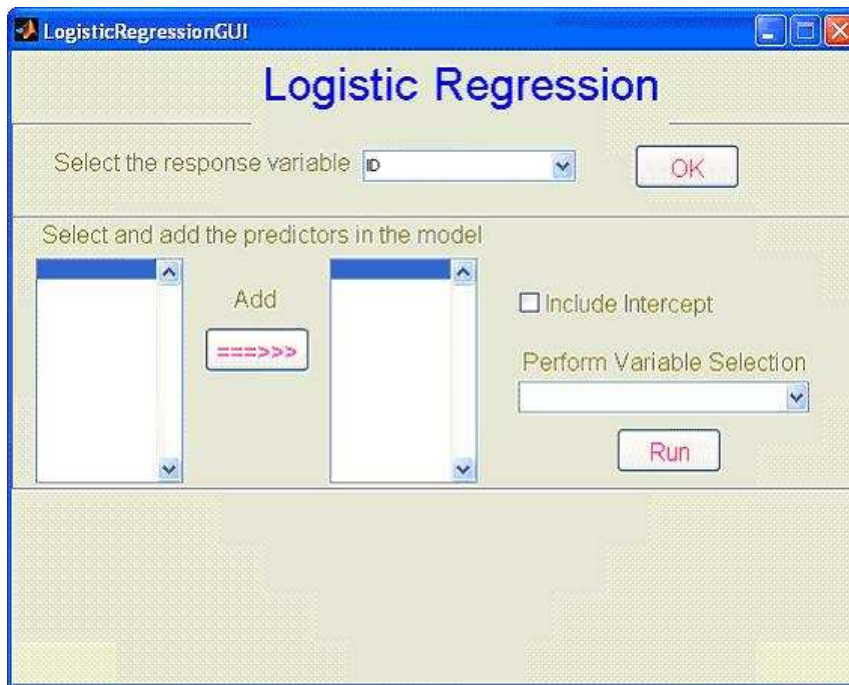 LogisticRegressionGUI
Logistic Regression
Select the response variable ID OK
Select and add the predictors in the model
Add
===>>>
Include Intercept
Perform Variable Selection
Run